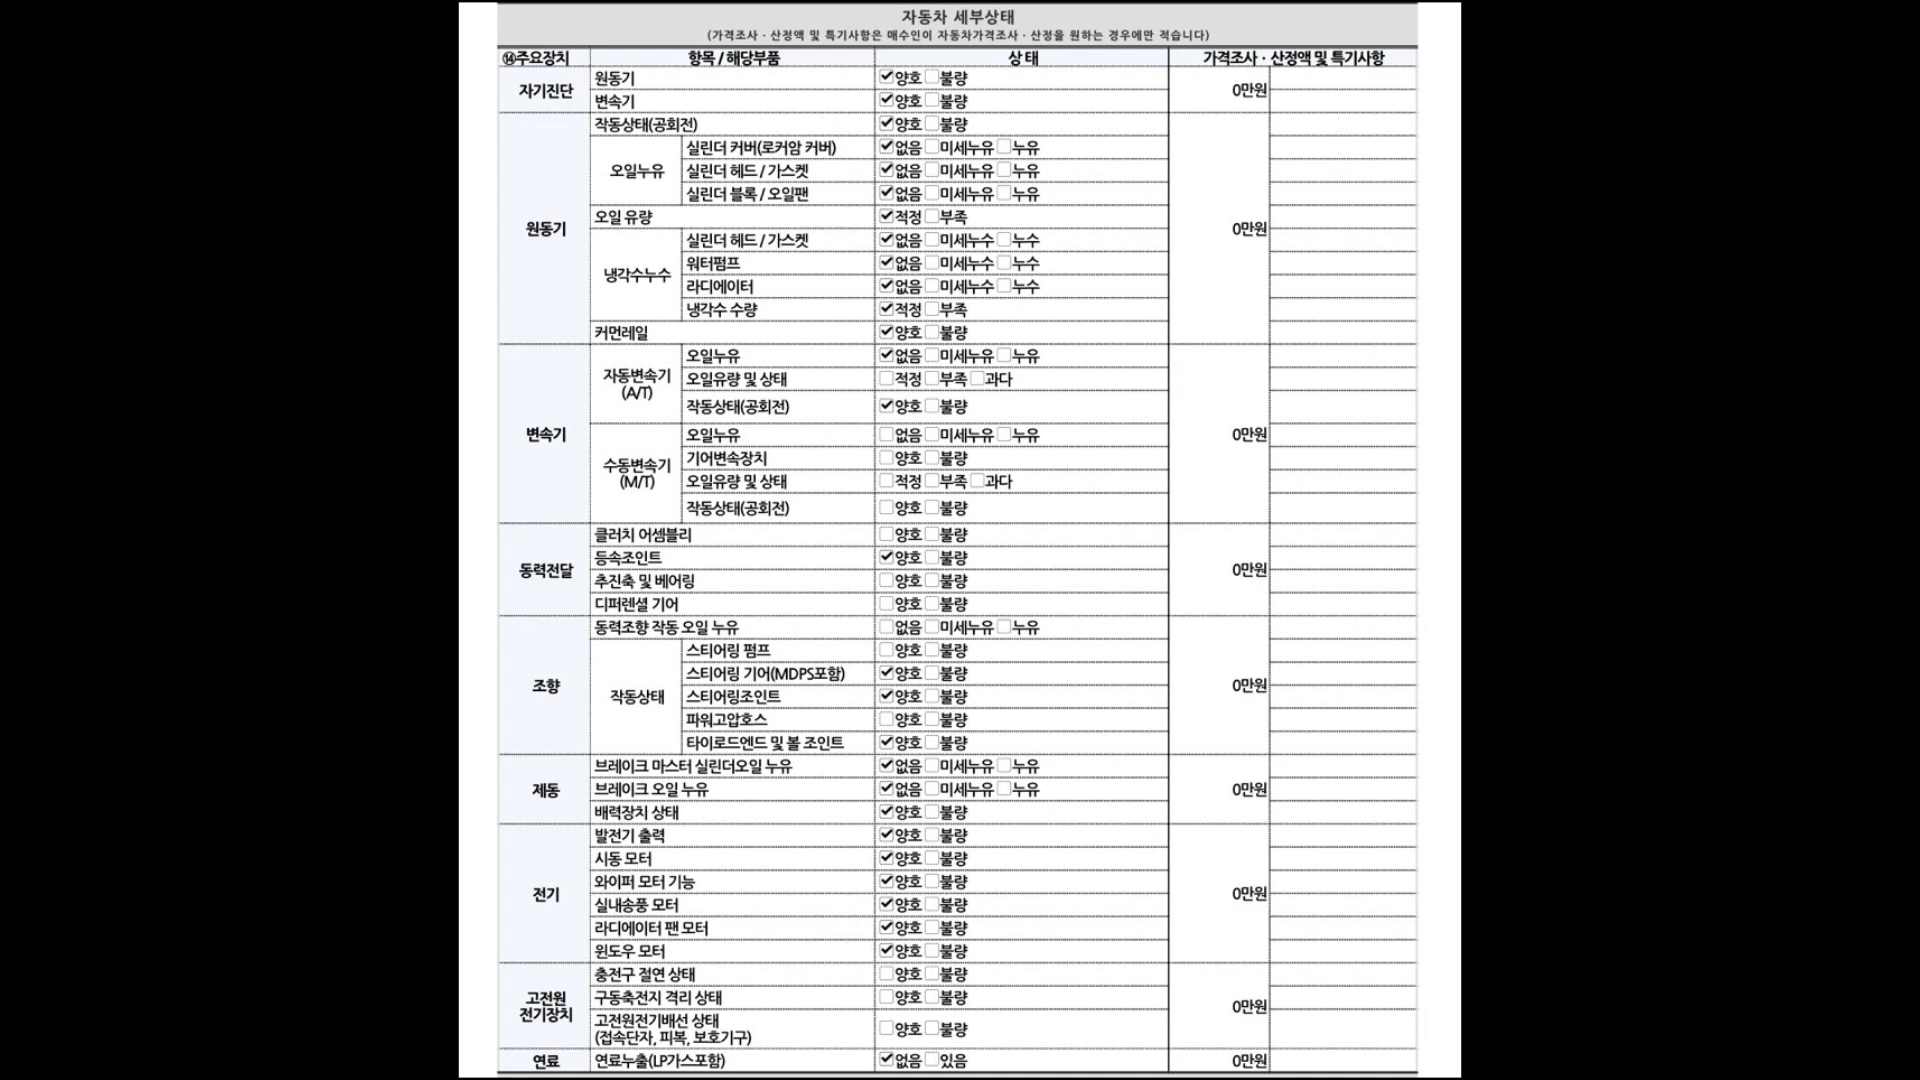 자동차 세부상태
(가격조사 · 산정액 및 특기사항은 매수인이 자동차가격조사 · 산정을 원하는 경우에만 적습니다)
⑭주요장치 항목 / 해당부품 상 태 가격조사 · 산정액 및 특기사항
자기진단 원동기 양호 불량 0만원
변속기 양호 불량
원동기 작동상태(공회전) 양호 불량 0만원
오일누유 실린더 커버(로커암 커버) 없음 미세누유 누유
실린더 헤드 / 가스켓 없음 미세누유 누유
실린더 블록 / 오일팬 없음 미세누유 누유
오일 유량 적정 부족
냉각수누수 실린더 헤드 / 가스켓 없음 미세누수 누수
워터펌프 없음 미세누수 누수
라디에이터 없음 미세누수 누수
냉각수 수량 적정 부족
커먼레일 양호 불량
변속기 자동변속기 (A/T) 오일누유 없음 미세누유 누유 0만원
오일유량 및 상태 적정 부족 과다
작동상태(공회전) 양호 불량
수동변속기 (M/T) 오일누유 없음 미세누유 누유
기어변속장치 양호 불량
오일유량 및 상태 적정 부족 과다
작동상태(공회전) 양호 불량
동력전달 클러치 어셈블리 양호 불량 0만원
등속조인트 양호 불량
추진축 및 베어링 양호 불량
디퍼렌셜 기어 양호 불량
조향 동력조향 작동 오일 누유 없음 미세누유 누유 0만원
작동상태 스티어링 펌프 양호 불량
스티어링 기어(MDPS포함) 양호 불량
스티어링조인트 양호 불량
파워고압호스 양호 불량
타이로드엔드 및 볼 조인트 양호 불량
제동 브레이크 마스터 실린더오일 누유 없음 미세누유 누유 0만원
브레이크 오일 누유 없음 미세누유 누유
배력장치 상태 양호 불량
전기 발전기 출력 양호 불량 0만원
시동 모터 양호 불량
와이퍼 모터 기능 양호 불량
실내송풍 모터 양호 불량
라디에이터 팬 모터 양호 불량
윈도우 모터 양호 불량
고전원 전기장치 충전구 절연 상태 양호 불량 0만원
구동축전지 격리 상태 양호 불량
고전원전기배선 상태 양호 불량
(접속단자, 피복, 보호기구)
연료 연료누출(LP가스포함) 없음 있음 0만원